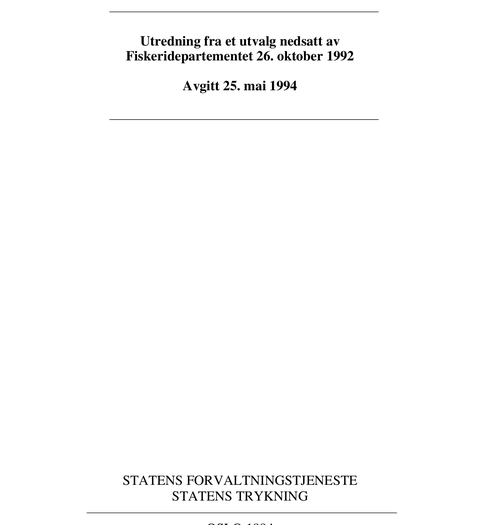 Utredning fra et utvalg nedsatt av
Fiskeridepartementet 26. oktober 1992
Avgitt 25. mai 1994
STATENS FORVALTNINGSTJENESTE
STATENS TRYKNING